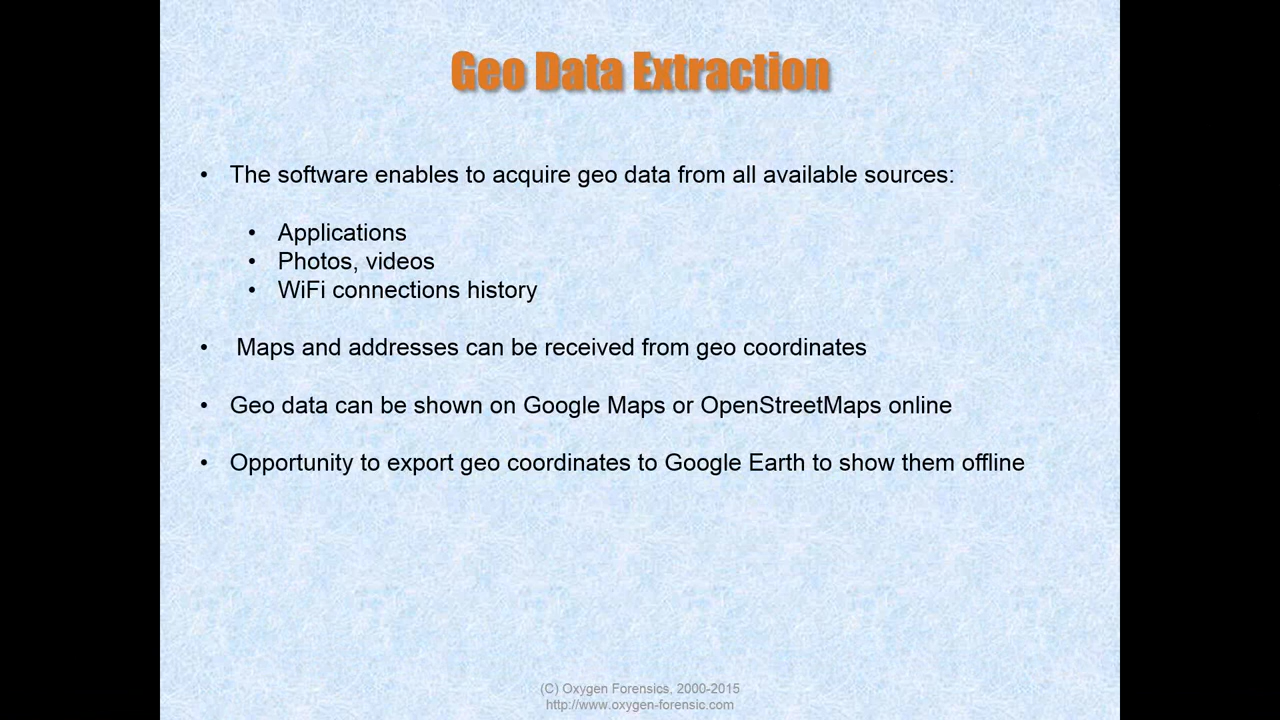 Geo Data Extraction
• The software enables to acquire geo data from all available sources:
• Applications
• Photos, videos
• WiFi connections history
• Maps and addresses can be received from geo coordinates
• Geo data can be shown on Google Maps or OpenStreetMaps online
• Opportunity to export geo coordinates to Google Earth to show them offline
(C) Oxygen Forensics, 2000-2015
http://www.oxygen-forensic.com